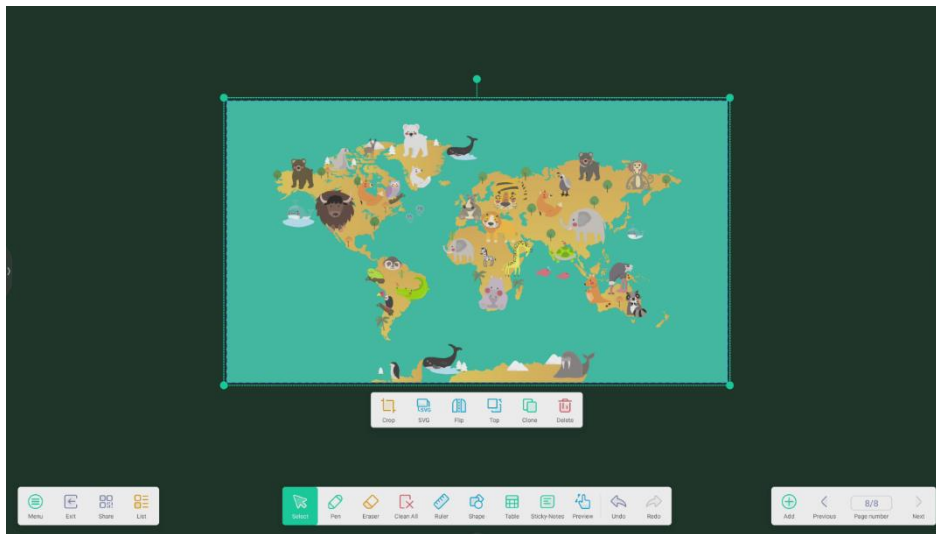 Crop SVG Flip Top Clone Delete
Menu Exit Share List
Select Pen Eraser Clean All Ruler Shape Table Sticky-Notes Preview Undo Redo
Add Previous 8/8 Page number Next